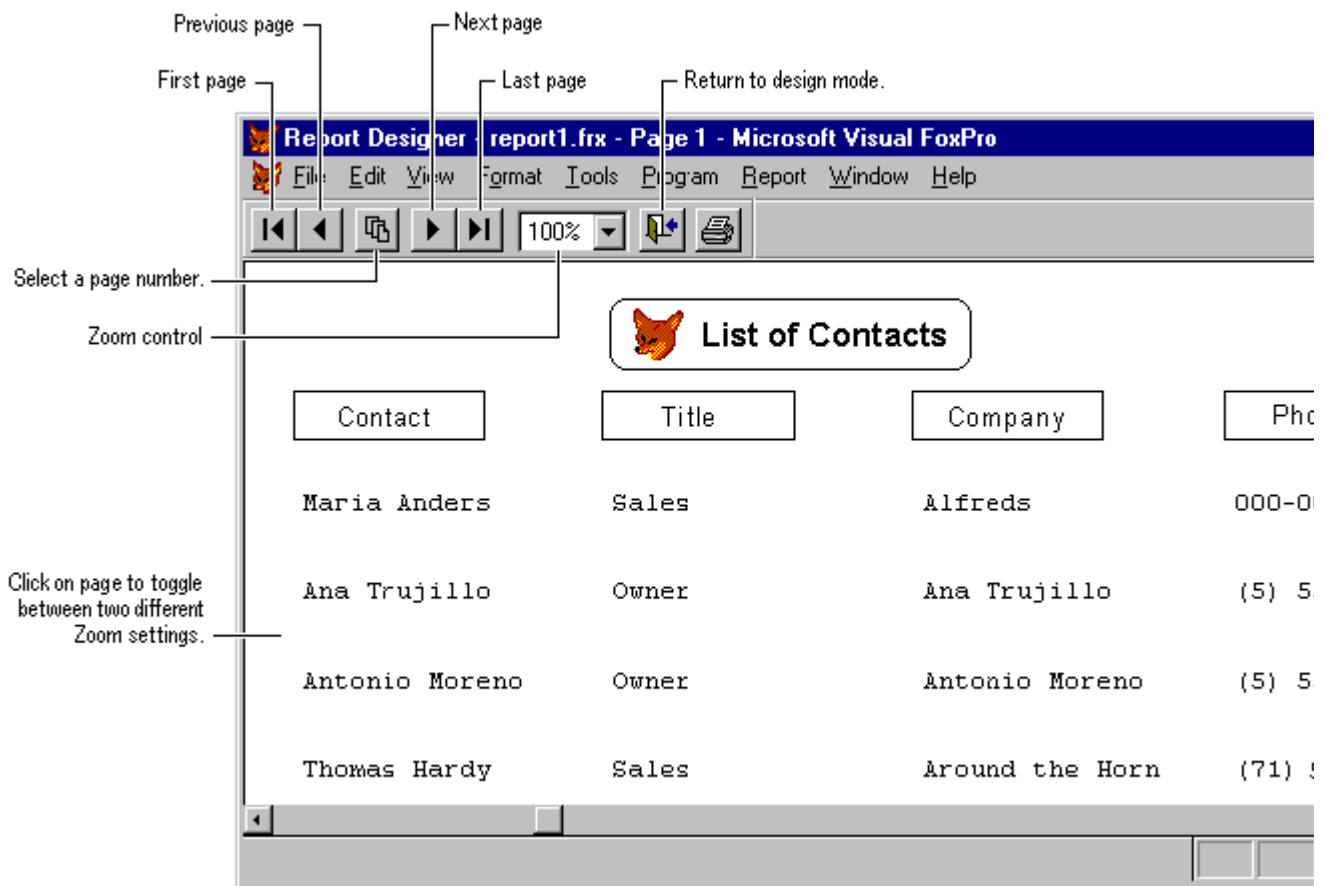 Previous page
Next page
First page
Last page
Return to design mode.
Report Designer - report1.frx - Page 1 - Microsoft Visual FoxPro
File Edit View Format Tools Program Report Window Help
100%
Select a page number.
Zoom control
List of Contacts
Contact Title Company
Maria Anders Sales Alfreds
Click on page to toggle
between two different
Zoom settings.
Ana Trujillo Owner Ana Trujillo (5)
Antonio Moreno Owner Antonio Moreno (5)
Thomas Hardy Sales Around the Horn (71)